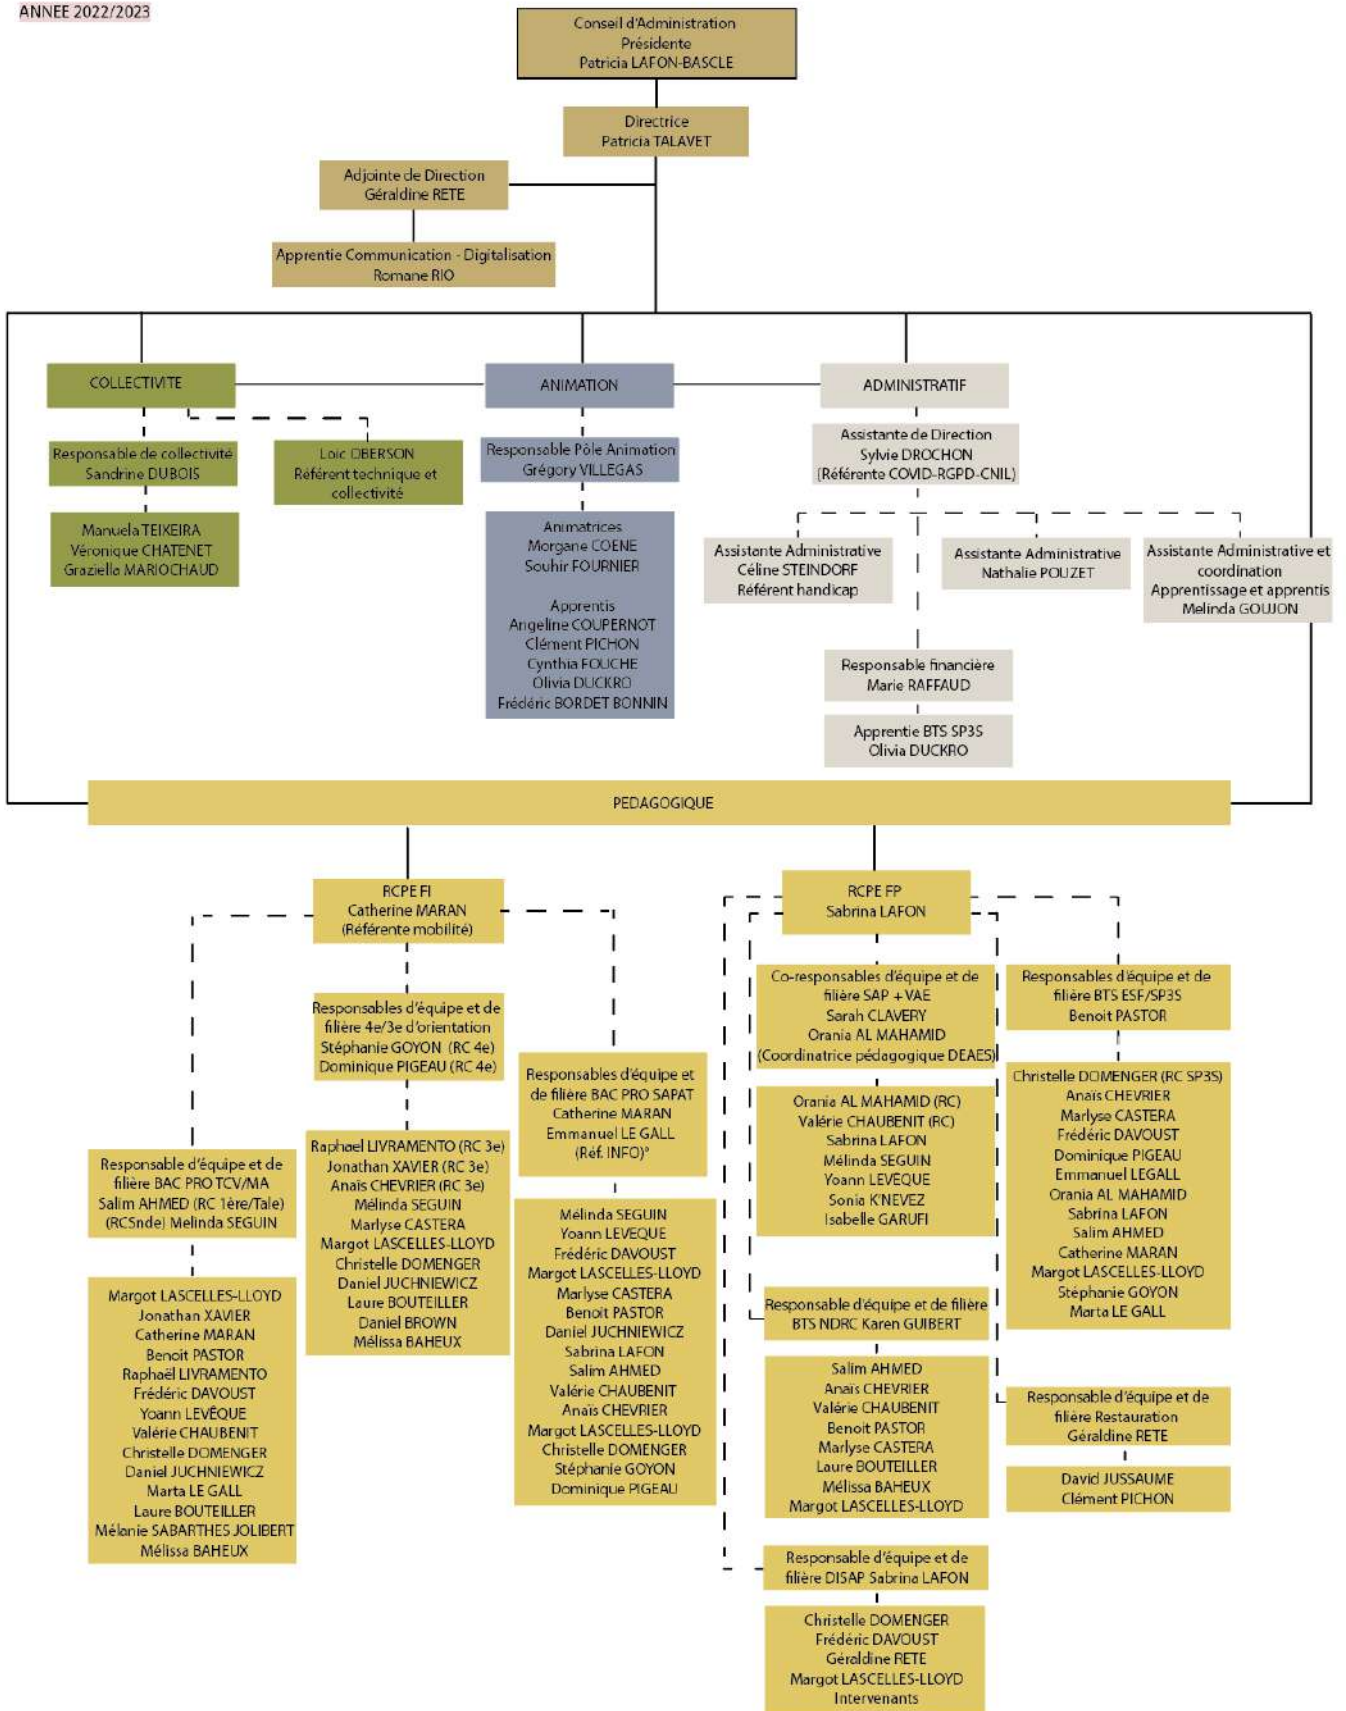 ANNEE 2022/2023
Conseil d'Administration
Présidente
Patricia LAFON-BASCLE
Directrice
Patricia TALAVET
Adjointe de Direction
Géraldine RETE
Apprentie Communication - Digitalisation
Romane RIO
COLLECTIVITE
ANIMATION
ADMINISTRATIF
Responsable de collectivité
Sandrine DUBOIS
Manuela TEIXEIRA
Véronique CHATENET
Graziella MARIOCHAUD
Loic OBERSON
Référent technique et
collectivité
Responsable Pôle Animation
Grégory VILLEGAS
Animatrices
Morgane COENE
Souhir FOURNIER
Apprentis
Angeline COUPERNOT
Clément PICHON
Cynthia FOUCHE
Olivia DUCKRO
Frédéric BORDET BONNIN
Assistante de Direction
Sylvie DROCHON
(Référente COVID-RGPD-CNIL)
Assistante Administrative
Céline STEINDORF
Référent handicap
Assistante Administrative
Nathalie POUZET
Assistante Administrative et
coordination
Apprentissage et apprentis
Melinda GOUJON
Responsable financière
Marie RAFFAUD
Apprentie BTS SP3S
Olivia DUCKRO
PEDAGOGIQUE
RCPE FI
Catherine MARAN
(Référente mobilité)
Responsable d'équipe et de
filière BAC PRO TCV/MA
Salim AHMED (RC 1ère/Tale)
(RCSnde) Melinda SEGUIN
Margot LASCELLES-LLOYD
Jonathan XAVIER
Catherine MARAN
Benoit PASTOR
Raphaël LIVRAMENTO
Frédéric DAVOUST
Yoann LEVÊQUE
Valérie CHAUBENIT
Christelle DOMENGER
Daniel JUCHNIEWICZ
Marta LE GALL
Laure BOUTEILLER
Mélanie SABARTHES JOLIBERT
Mélissa BAHEUX
Responsables d'équipe et de
filière 4e/3e d'orientation
Stéphanie GOYON (RC 4e)
Dominique PIGEAU (RC 4e)
Raphael LIVRAMENTO (RC 3e)
Jonathan XAVIER (RC 3e)
Anaïs CHEVRIER (RC 3e)
Mélinda SEGUIN
Marlyse CASTERA
Margot LASCELLES-LLOYD
Christelle DOMENGER
Daniel JUCHNIEWICZ
Laure BOUTEILLER
Daniel BROWN
Mélissa BAHEUX
Responsables d'équipe et
de filière BAC PRO SAPAT
Catherine MARAN
Emmanuel LE GALL
(Réf. INFO)°
Mélinda SEGUIN
Yoann LEVEQUE
Frédéric DAVOUST
Margot LASCELLES-LLOYD
Marlyse CASTERA
Benoit PASTOR
Daniel JUCHNIEWICZ
Sabrina LAFON
Salim AHMED
Valérie CHAUBENIT
Anaïs CHEVRIER
Margot LASCELLES-LLOYD
Christelle DOMENGER
Stéphanie GOYON
Dominique PIGEAU
RCPE FP
Sabrina LAFON
Co-responsables d'équipe et de
filière SAP + VAE
Sarah CLAVERY
Orania AL MAHAMID
(Coordinatrice pédagogique DEAES)
Orania AL MAHAMID (RC)
Valérie CHAUBENIT (RC)
Sabrina LAFON
Mélinda SEGUIN
Yoann LEVEQUE
Sonia K'NEVEZ
Isabelle GARUFI
Responsables d'équipe et de
filière BTS ESF/SP3S
Benoit PASTOR
Christelle DOMENGER (RC SP3S)
Anaïs CHEVRIER
Marlyse CASTERA
Frédéric DAVOUST
Dominique PIGEAU
Emmanuel LEGALL
Orania AL MAHAMID
Sabrina LAFON
Salim AHMED
Catherine MARAN
Margot LASCELLES-LLOYD
Stéphanie GOYON
Marta LE GALL
Responsable d'équipe et de filière
BTS NDRC Karen GUIBERT
Salim AHMED
Anaïs CHEVRIER
Valérie CHAUBENIT
Benoit PASTOR
Marlyse CASTERA
Laure BOUTEILLER
Mélissa BAHEUX
Margot LASCELLES-LLOYD
Responsable d'équipe et de
filière Restauration
Géraldine RETE
David JUSSAUME
Clément PICHON
Responsable d'équipe et de
filière DISAP Sabrina LAFON
Christelle DOMENGER
Frédéric DAVOUST
Géraldine RETE
Margot LASCELLES-LLOYD
Intervenants